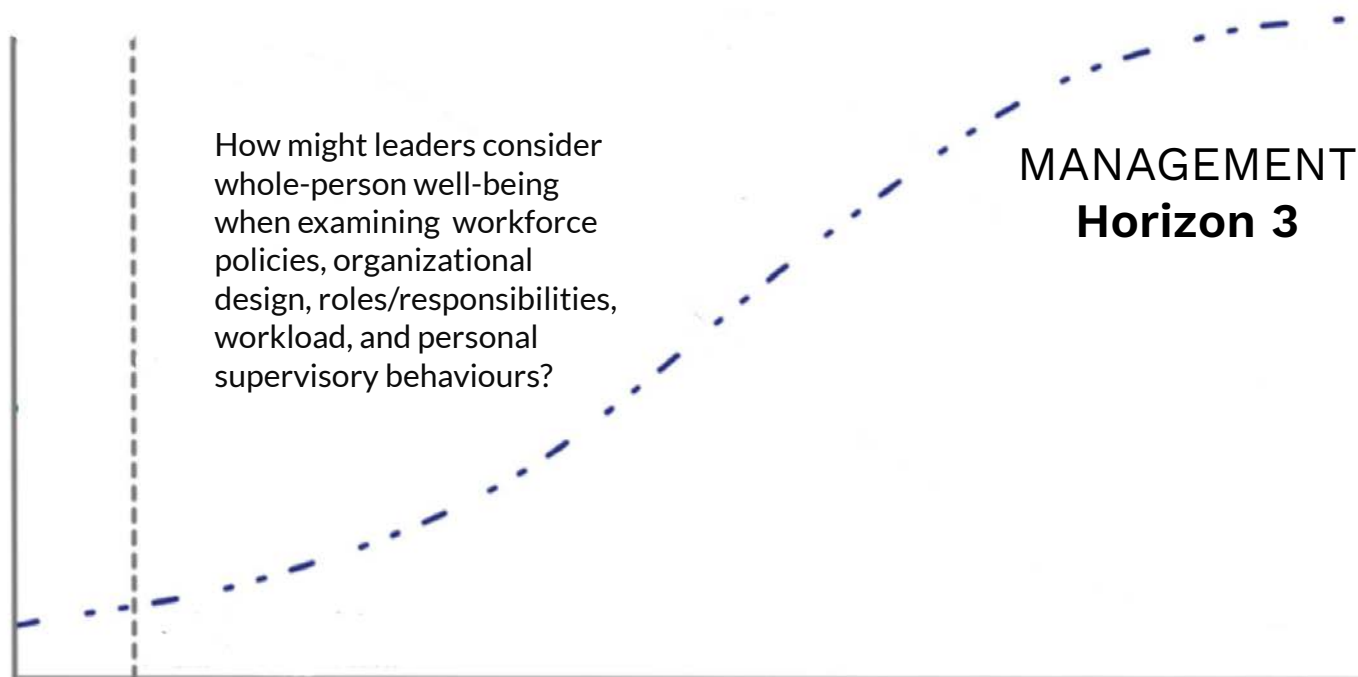 How might leaders consider
whole-person well-being
when examining  workforce
policies, organizational
design, roles/responsibilities,
workload, and personal
supervisory behaviours?
MANAGEMENT
Horizon 3